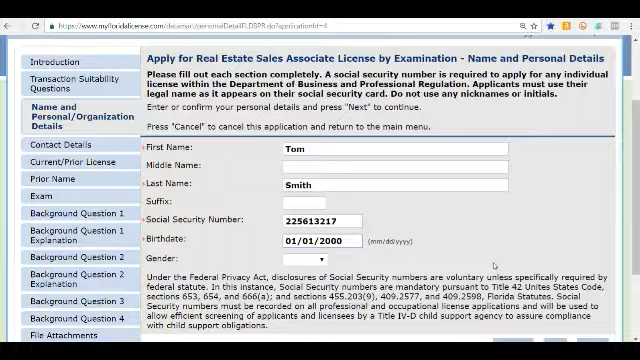 https://www.myfloridalicense.com/datamart/personalDetailFLDBPR.do?applicationId=4
Introduction
Transaction Suitability
Questions
Name and
Personal/Organization
Details
Contact Details
Current/Prior License
Prior Name
Exam
Background Question 1
Background Question 1
Explanation
Background Question 2
Background Question 2
Explanation
Background Question 3
Background Question 4
File Attachments
Apply for Real Estate Sales Associate License by Examination - Name and Personal Details
Please fill out each section completely. A social security number is required to apply for any individual
license within the Department of Business and Professional Regulation. Applicants must use their
legal name as it appears on their social security card. Do not use any nicknames or initials.
Enter or confirm your personal details and press "Next" to continue.
Press "Cancel" to cancel this application and return to the main menu.
* First Name: Tom
Middle Name:
* Last Name: Smith
Suffix:
* Social Security Number: 225613217
* Birthdate: 01/01/2000 (mm/dd/yyyy)
Gender:
Under the Federal Privacy Act, disclosures of Social Security numbers are voluntary unless specifically required by
federal statute. In this instance, Social Security numbers are mandatory pursuant to Title 42 Unites States Code,
sections 653, 654, and 666(a); and sections 455.203(9), 409.2577, and 409.2598, Florida Statutes. Social
Security numbers must be recorded on all professional and occupational license applications and will be used to
allow efficient screening of applicants and licensees by a Title IV-D child support agency to assure compliance
with child support obligations.